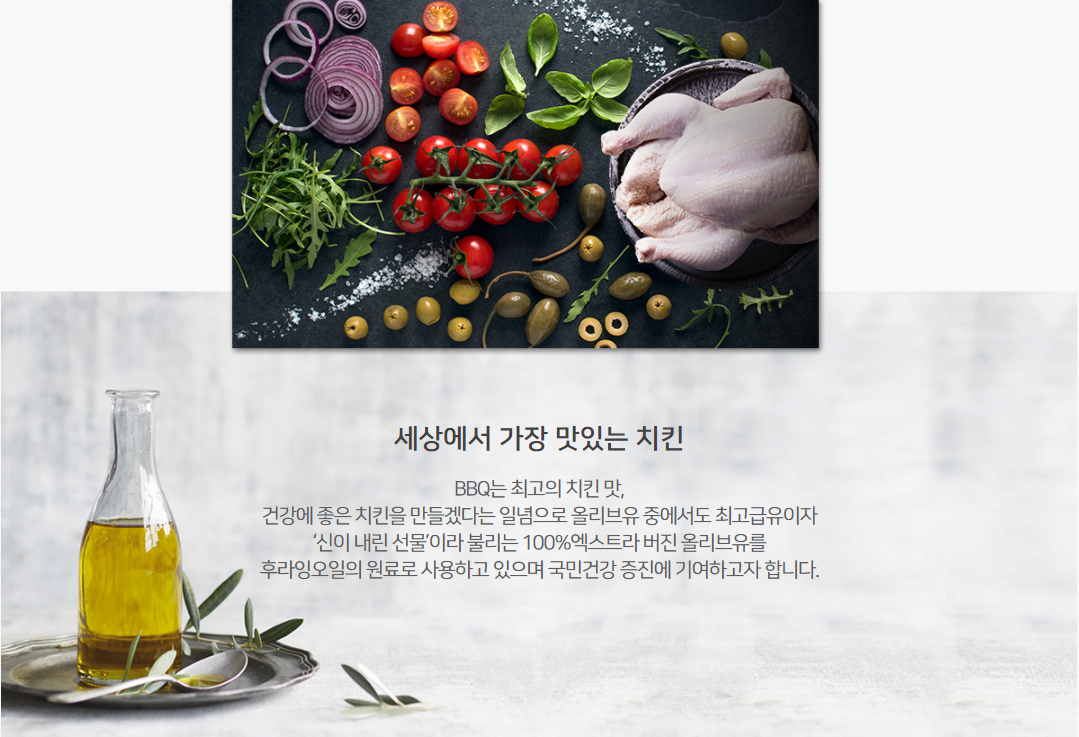 세상에서 가장 맛있는 치킨
BBQ는 최고의 치킨 맛,
건강에 좋은 치킨을 만들겠다는 일념으로 올리브유 중에서도 최고급유이자
‘신이 내린 선물’이라 불리는 100%엑스트라 버진 올리브유를
후라잉오일의 원료로 사용하고 있으며 국민건강 증진에 기여하고자 합니다.